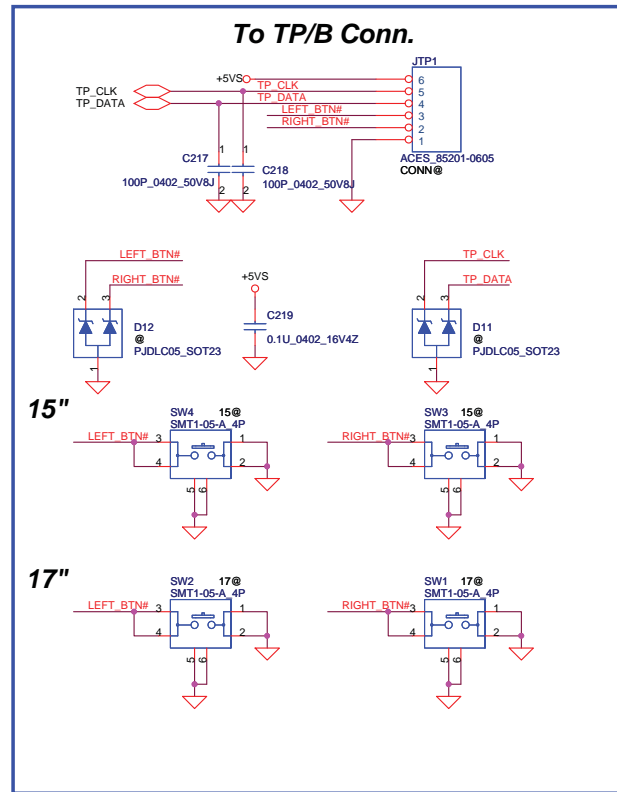 To TP/B Conn.
JTP1
+5VS
6
TP_CLK
TP_CLK
5
TP_DATA
TP_DATA
4
LEFT_BTN#
3
RIGHT_BTN#
2
1
ACES_85201-0605
CONN@
1
1
C217
C218
100P_0402_50V8J
100P_0402_50V8J
2
2
LEFT_BTN#
RIGHT_BTN#
+5VS
TP_CLK
TP_DATA
2
3
2
3
C219
0.1U_0402_16V4Z
D12
@
PJDLC05_SOT23
D11
@
PJDLC05_SOT23
1
1
15"
SW4 15@
SMT1-05-A_4P
LEFT_BTN#
3
1
4
2
5
6
SW3 15@
SMT1-05-A_4P
RIGHT_BTN#
3
1
4
2
5
6
17"
SW2 17@
SMT1-05-A_4P
LEFT_BTN#
3
1
4
2
5
6
SW1 17@
SMT1-05-A_4P
RIGHT_BTN#
3
1
4
2
5
6